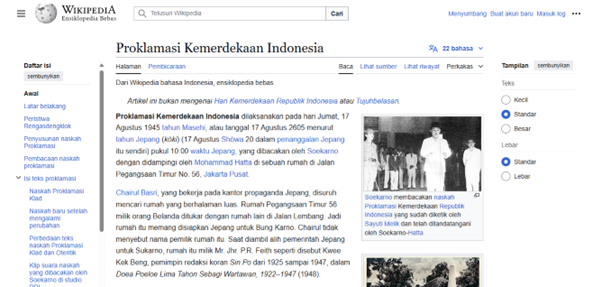 WIKIPEDIA
Ensiklopedia Bebas
Telusuri Wikipedia
Cari
Menyumbang Buat akun baru Masuk log
Daftar isi
sembunyikan
Awal
Latar belakang
Peristiwa
Rengasdengklok
Penyusunan naskah
proklamasi
Pembacaan naskah
proklamasi
Isi teks proklamasi
Naskah Proklamasi
Klad
Naskah baru setelah
mengalami
perubahan
Perbedaan teks
naskah Proklamasi
Klad dan Otentik
Klip suara naskah
yang dibacakan oleh
Soekarno di studio
Proklamasi Kemerdekaan Indonesia
22 bahasa
Halaman Pembicaraan
Baca Lihat sumber Lihat riwayat Perkakas
Dari Wikipedia bahasa Indonesia, ensiklopedia bebas
Artikel ini bukan mengenai Hari Kemerdekaan Republik Indonesia atau Tujuhbelasan.
Proklamasi Kemerdekaan Indonesia dilaksanakan pada hari Jumat, 17
Agustus 1945 tahun Masehi, atau tanggal 17 Agustus 2605 menurut
tahun Jepang (kōki) (17 Agustus Shōwa 20 dalam penanggalan Jepang
itu sendiri) pukul 10:00 waktu Jepang, yang dibacakan oleh Soekarno
dengan didampingi oleh Mohammad Hatta di sebuah rumah di Jalan
Pegangsaan Timur No. 56, Jakarta Pusat.
Chairul Basri, yang bekerja pada kantor propaganda Jepang, disuruh
mencari rumah yang berhalaman luas. Rumah Pegangsaan Timur 56
milik orang Belanda ditukar dengan rumah lain di Jalan Lembang. Jadi
rumah itu memang disiapkan Jepang untuk Bung Karno. Chairul tidak
menyebut nama pemilik rumah itu. Saat diambil alih pemerintah Jepang
untuk Sukarno, rumah itu milik Mr. Jhr. P.R. Feith seperti disebut Kwee
Kek Beng, pemimpin redaksi koran Sin Po dari 1925 sampai 1947, dalam
Doea Poeloe Lima Tahon Sebagi Wartawan, 1922–1947 (1948).
Soekarno membacakan naskah
Proklamasi Kemerdekaan Republik
Indonesia yang sudah diketik oleh
Sayuti Melik dan telah ditandatangani
oleh Soekarno-Hatta
Tampilan
sembunyikan
Teks
Kecil
Standar
Besar
Lebar
Standar
Lebar